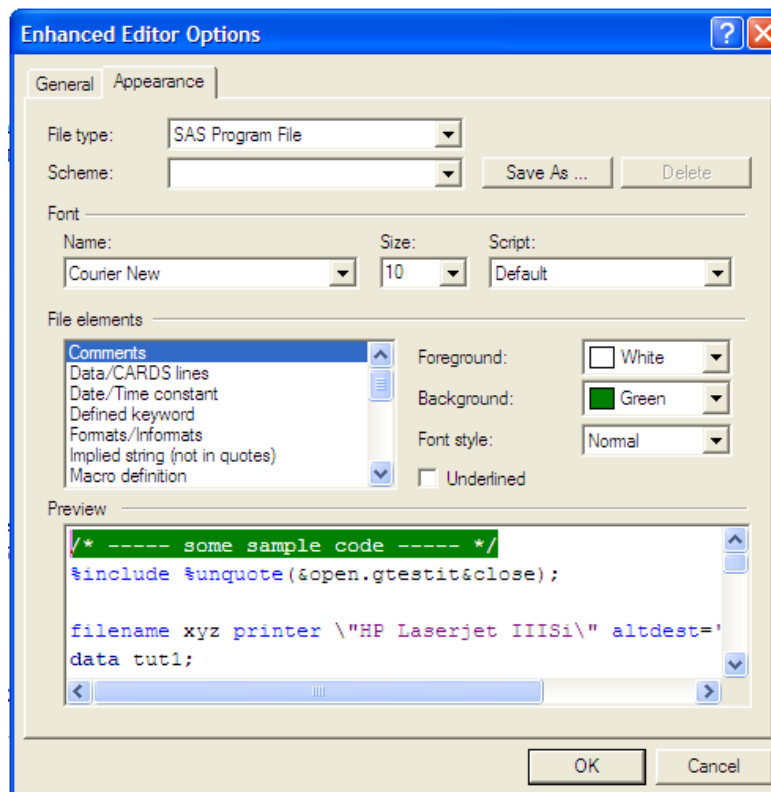 Enhanced Editor Options
General Appearance
File type: SAS Program File
Scheme: Save As ... Delete
Font
Name: Size: Script:
Courier New 10 Default
File elements
Comments
Data/CARDS lines
Date/Time constant
Defined keyword
Formats/Informats
Implied string (not in quotes)
Macro definition
Foreground: White
Background: Green
Font style: Normal
Underlined
Preview
/* ----- some sample code ----- */
%include %unquote(&open.gtestit&close);
filename xyz printer \"HP Laserjet IIISi\" altdest='
data tut1;
OK Cancel